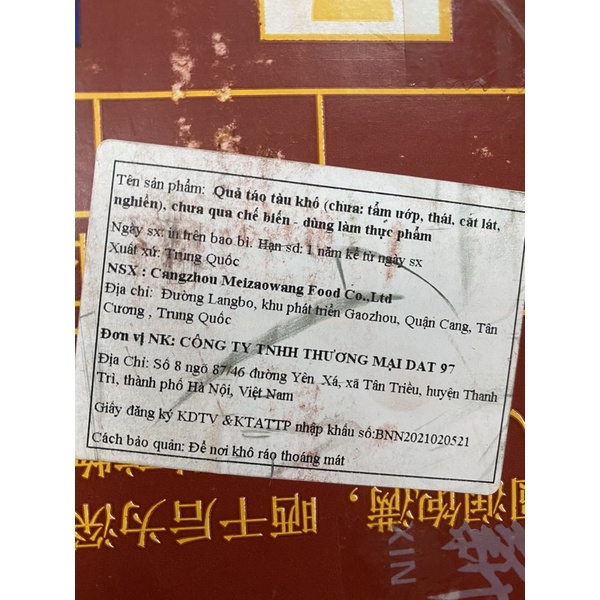 Tên sản phẩm: Quả táo tàu khô (chưa: tẩm ướp, thái, cắt lát,
nghiền), chưa qua chế biến - dùng làm thực phẩm
Ngày sx: in trên bao bì. Hạn sd: 1 năm kể từ ngày sx
Xuất xứ: Trung Quốc
NSX : Cangzhou Meizaowang Food Co.,Ltd
Địa chỉ: Đường Langbo, khu phát triển Gaozhou, Quận Cang, Tân
Cương , Trung Quốc
Đơn vị NK: CÔNG TY TNHH THƯƠNG MẠI DAT 97
Địa Chỉ: Số 8 ngõ 87/46 đường Yên Xá, xã Tân Triều, huyện Thanh
Trì, thành phố Hà Nội, Việt Nam
Giấy đăng ký KDTV &KTATTP nhập khẩu số:BNN2021020521
Cách bảo quản: Để nơi khô ráo thoáng mát
圆润饱满，晒干后为深
XIN